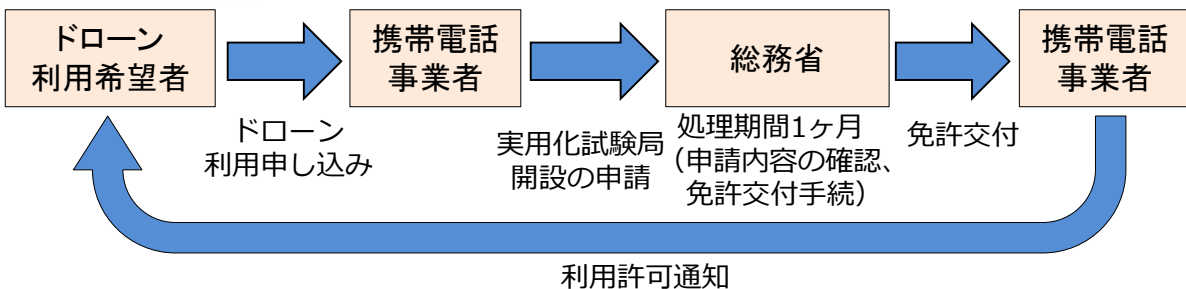 ドローン
利用希望者
携帯電話
事業者
総務省
携帯電話
事業者
ドローン
利用申し込み
実用化試験局
開設の申請
処理期間1ヶ月
（申請内容の確認、
免許交付手続）
免許交付
利用許可通知